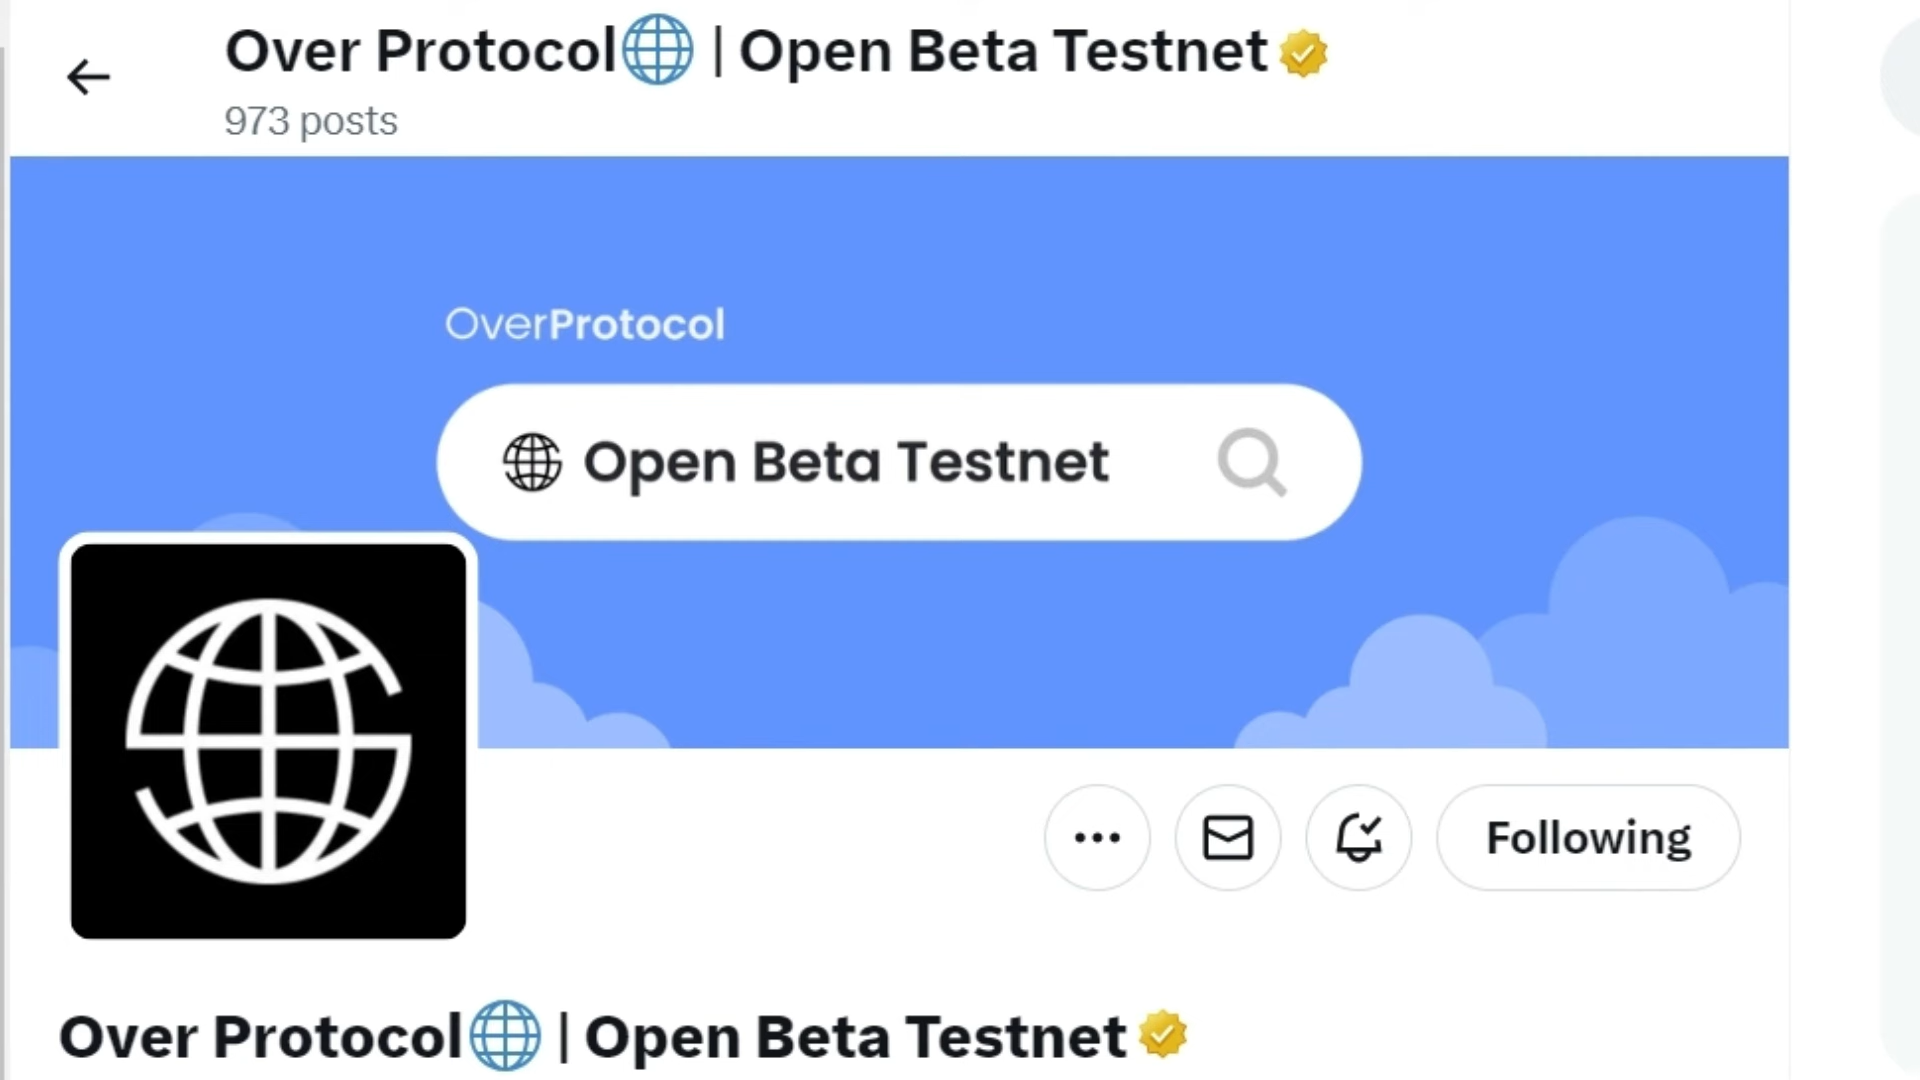 Over Protocol🌐 | Open Beta Testnet
973 posts
OverProtocol
Open Beta Testnet
Following
Over Protocol🌐 | Open Beta Testnet